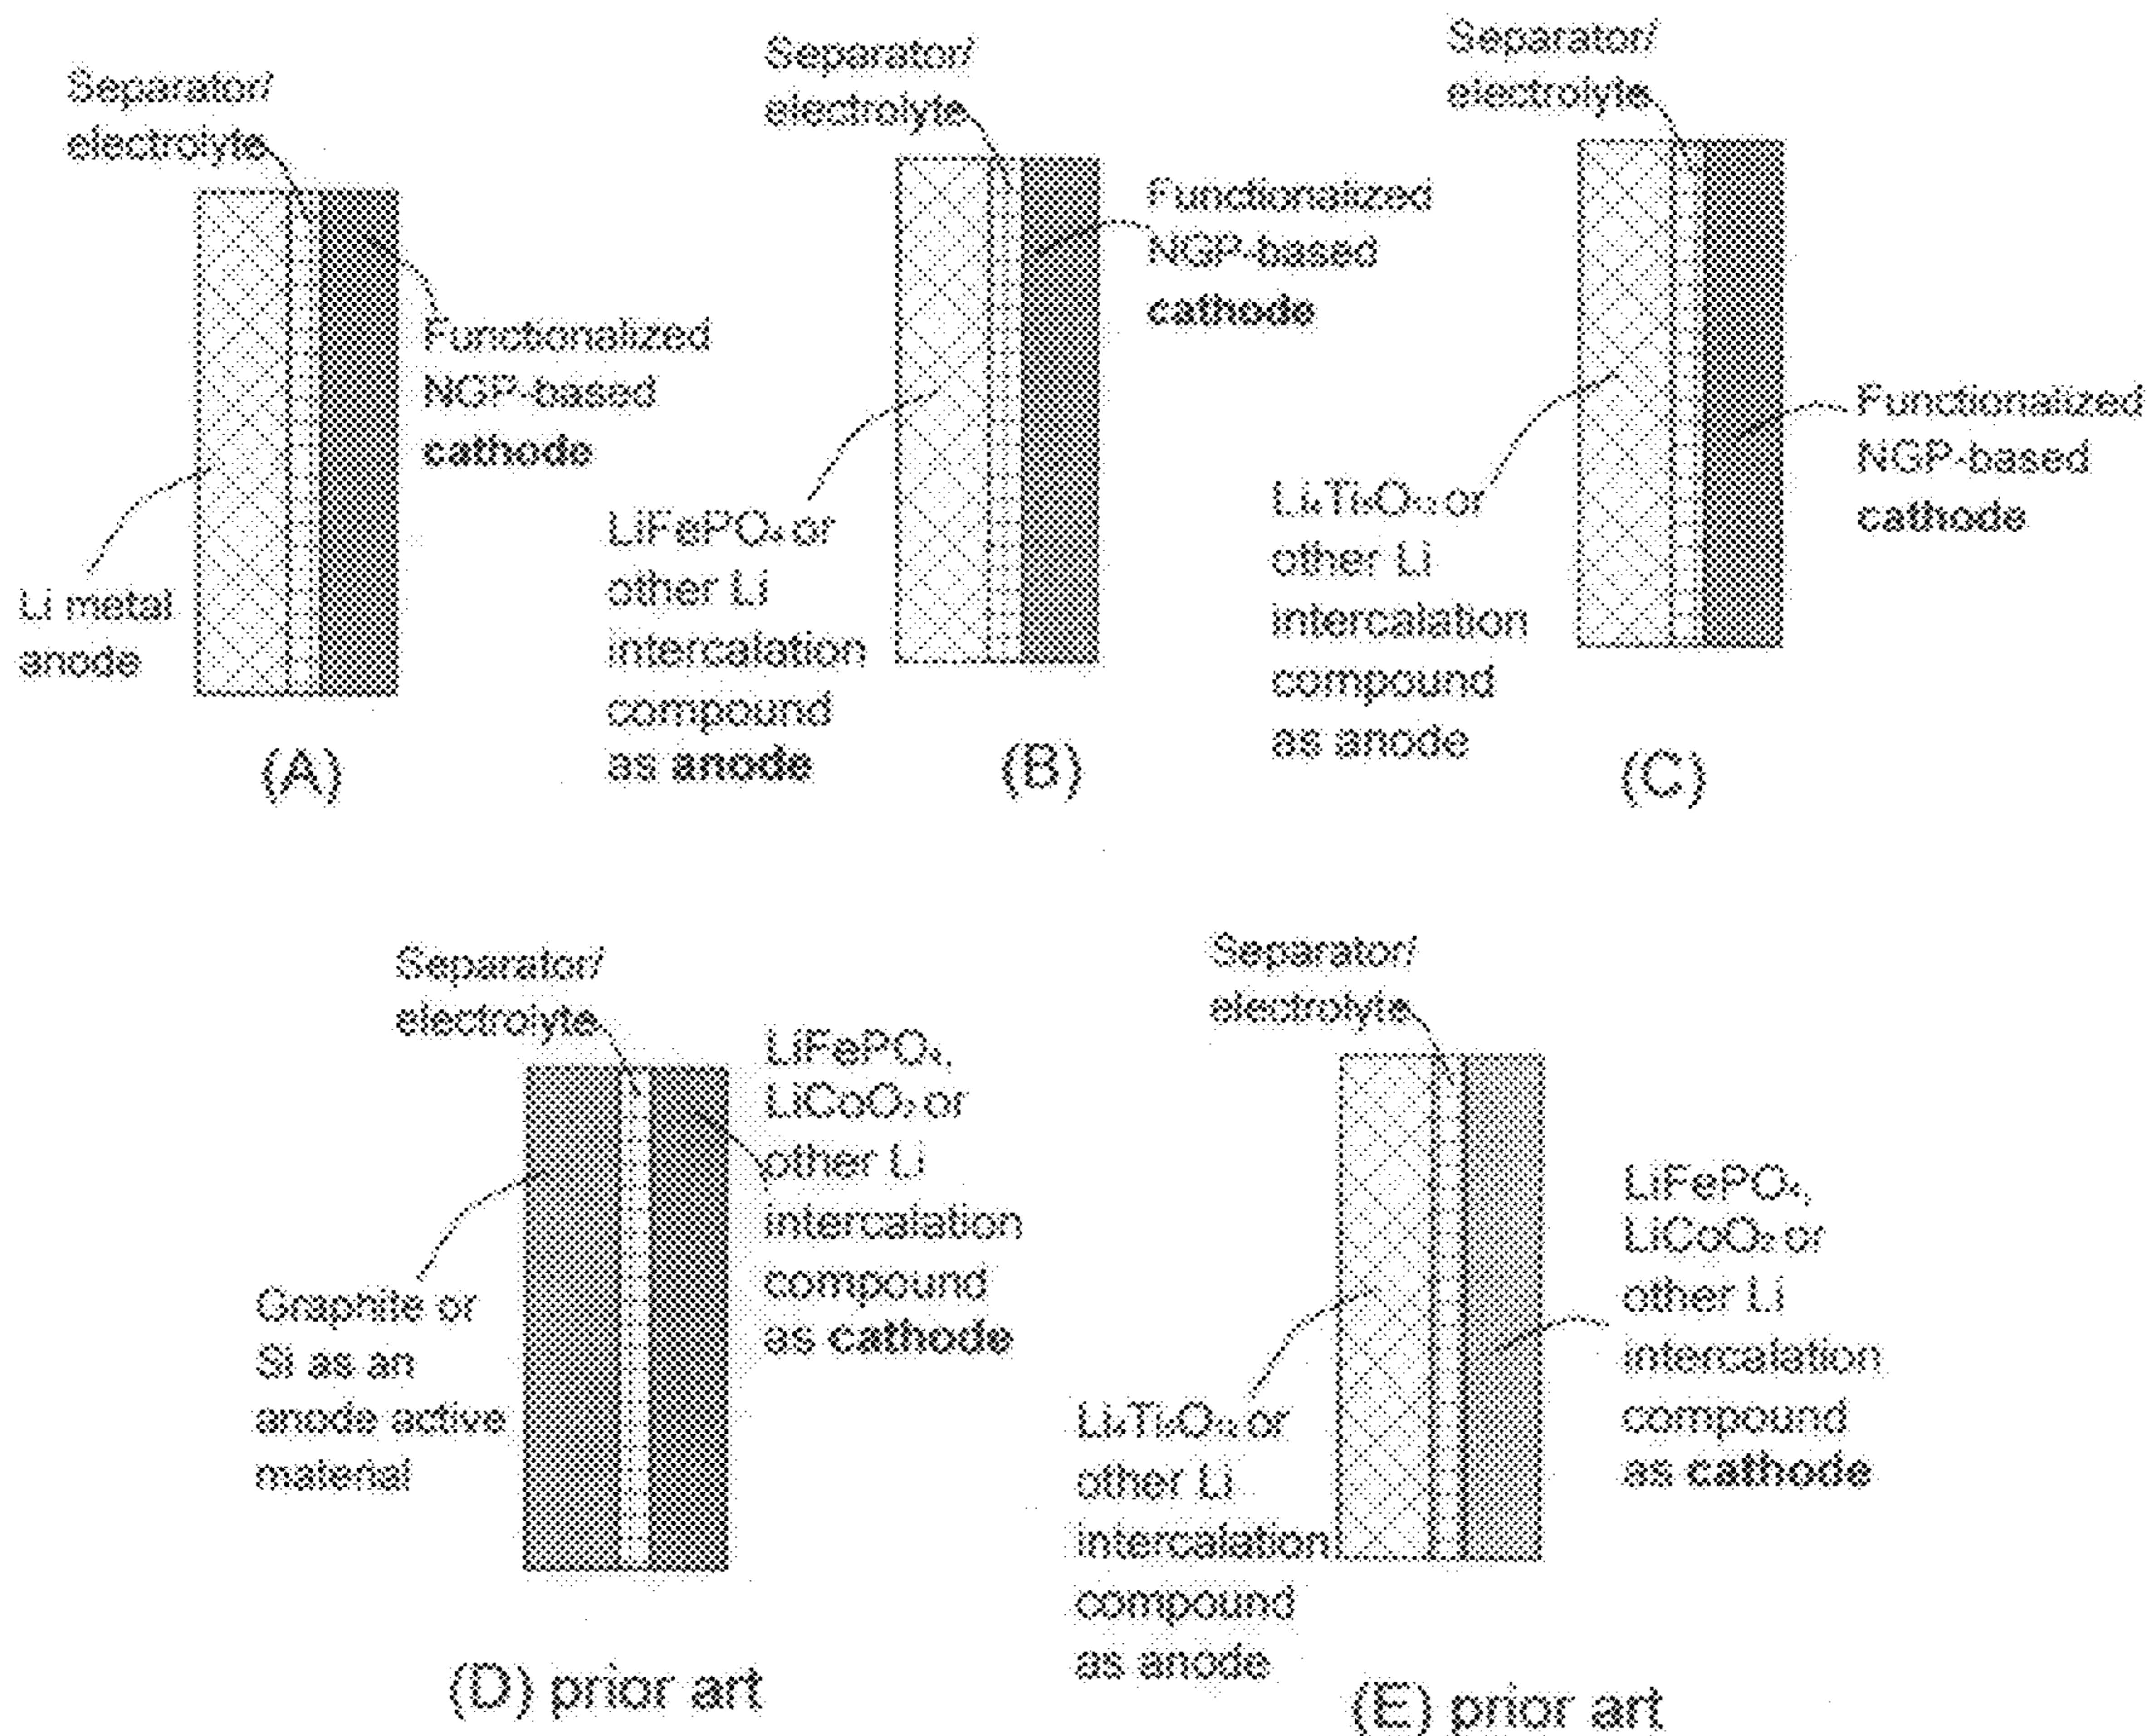 Separator/
electrolyte
Functionalized
NGP-based
cathode
Li metal
anode
(A)
Separator/
electrolyte
Functionalized
NGP-based
cathode
LiFePO₄ or
other Li
intercalation
compound
as anode
(B)
Separator/
electrolyte
Functionalized
NGP-based
cathode
Li₄Ti₅O₁₂ or
other Li
intercalation
compound
as anode
(C)
Separator/
electrolyte
LiFePO₄,
LiCoO₂ or
other Li
intercalation
compound
as cathode
Graphite or
Si as an
anode active
material
(D) prior art
Separator/
electrolyte
LiFePO₄,
LiCoO₂ or
other Li
intercalation
compound
as cathode
Li₄Ti₅O₁₂ or
other Li
intercalation
compound
as anode
(E) prior art